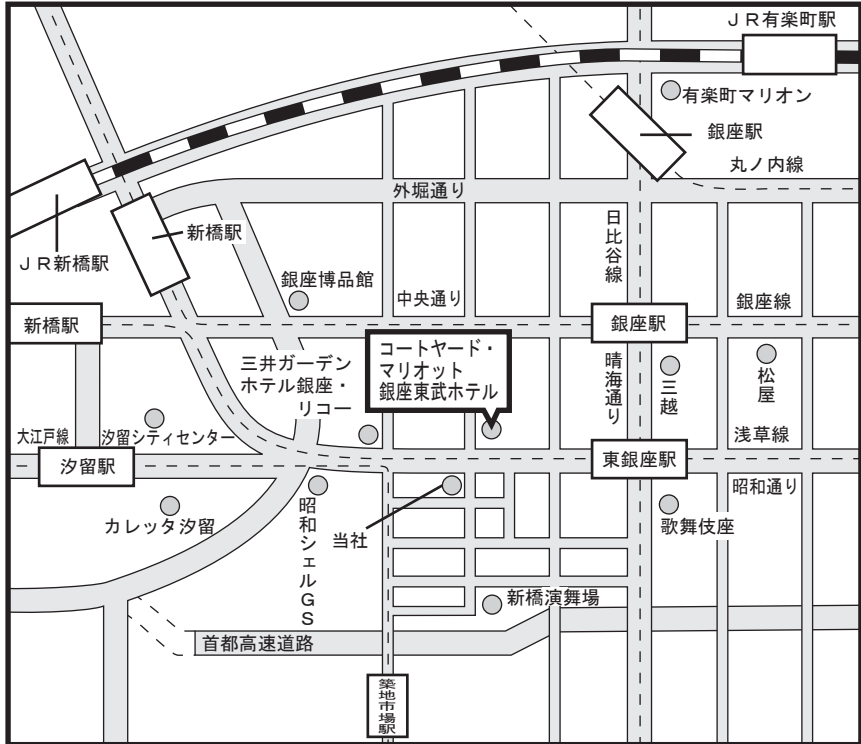 ＪＲ有楽町駅
有楽町マリオン
銀座駅
丸ノ内線
外堀通り
日比谷線
新橋駅
ＪＲ新橋駅
銀座博品館
中央通り
銀座線
新橋駅
銀座駅
コートヤード・
マリオット
銀座東武ホテル
三井ガーデン
ホテル銀座・
リコー
晴海通り
三越
松屋
大江戸線
汐留シティセンター
浅草線
汐留駅
東銀座駅
昭和通り
カレッタ汐留
昭和シェルＧＳ
当社
歌舞伎座
新橋演舞場
首都高速道路
築地市場駅